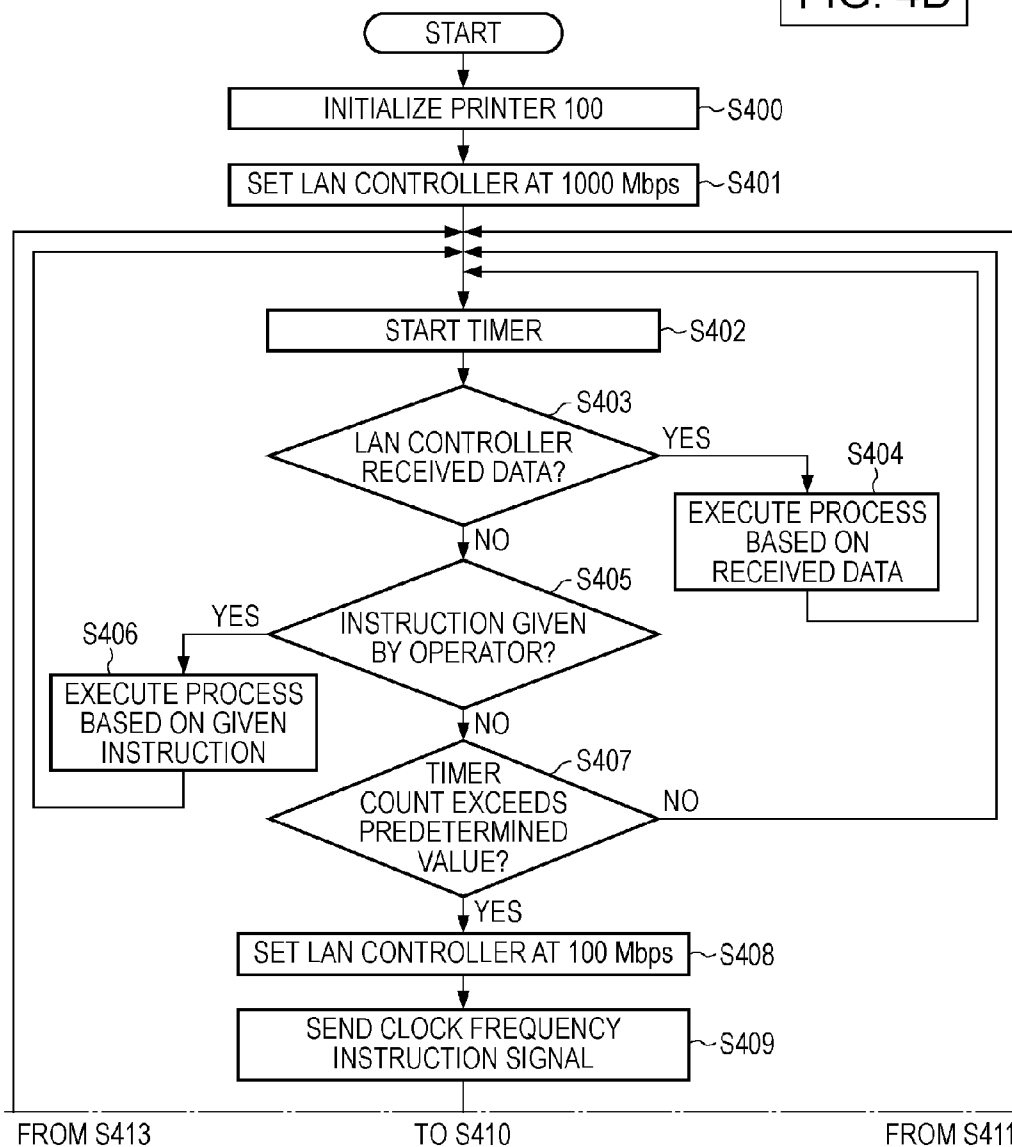 FIG. 4B
START
INITIALIZE PRINTER 100
S400
SET LAN CONTROLLER AT 1000 Mbps
S401
START TIMER
S402
S403
LAN CONTROLLER
RECEIVED DATA?
YES
S404
EXECUTE PROCESS
BASED ON
RECEIVED DATA
NO
S405
INSTRUCTION GIVEN
BY OPERATOR?
YES
S406
EXECUTE PROCESS
BASED ON GIVEN
INSTRUCTION
NO
S407
TIMER
COUNT EXCEEDS
PREDETERMINED
VALUE?
NO
YES
SET LAN CONTROLLER AT 100 Mbps
S408
SEND CLOCK FREQUENCY
INSTRUCTION SIGNAL
S409
FROM S413
TO S410
FROM S411